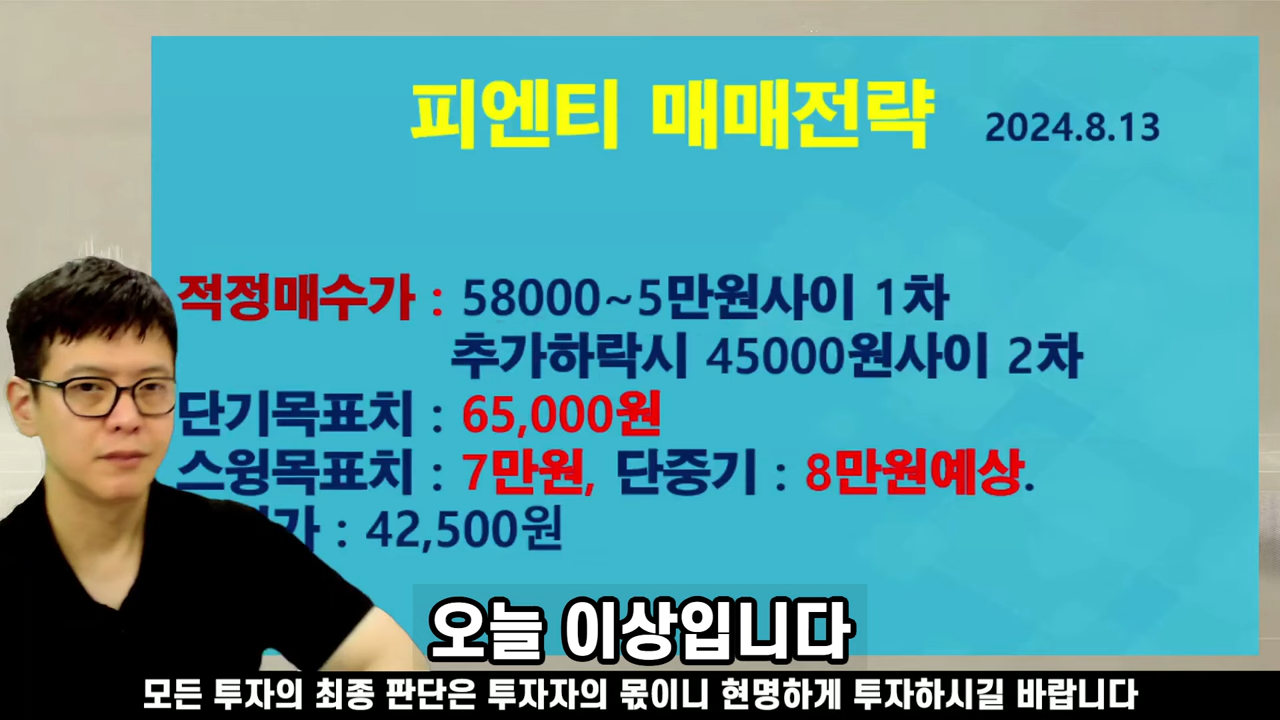 피엔티 매매전략 2024.8.13
적정매수가 : 58000~5만원사이 1차
추가하락시 45000원사이 2차
단기목표치 : 65,000원
스윙목표치 : 7만원, 단중기 : 8만원예상.
가 : 42,500원
오늘 이상입니다
모든 투자의 최종 판단은 투자자의 몫이니 현명하게 투자하시길 바랍니다